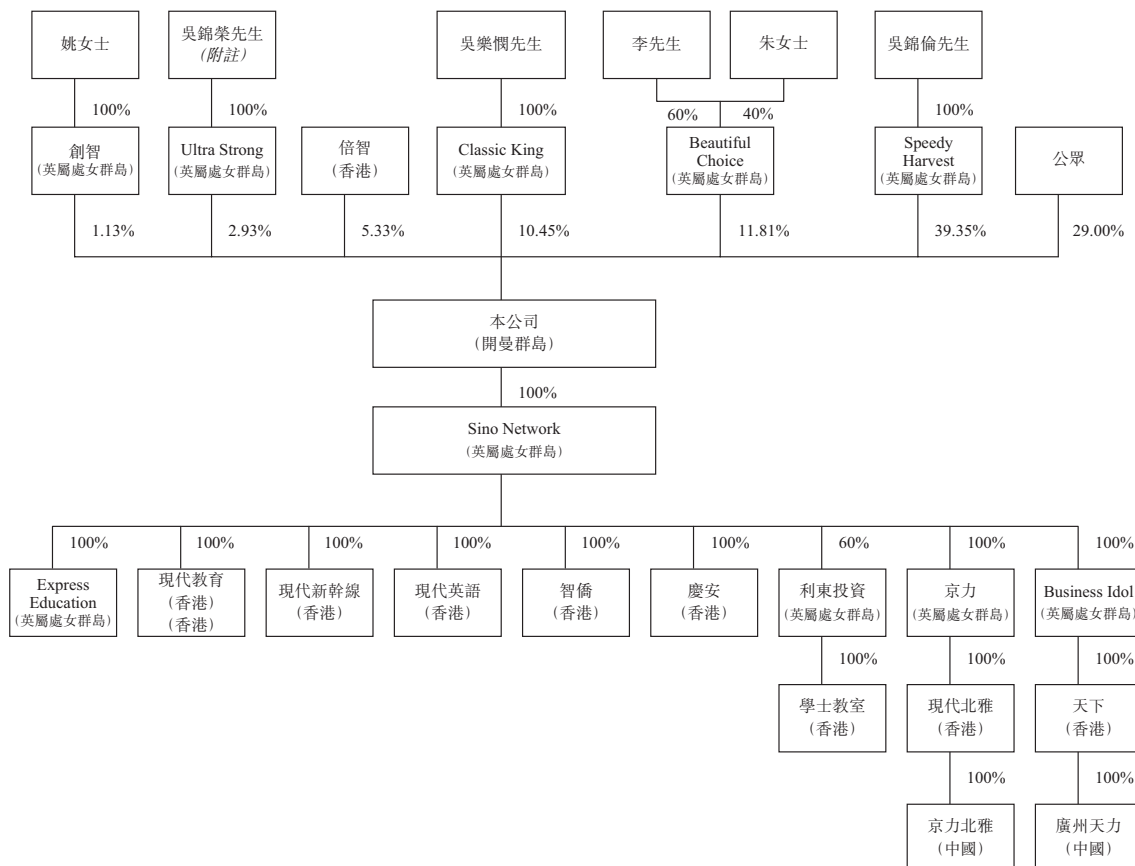 姚女士
吳錦榮先生
(附註)
吳樂憫先生
李先生
朱女士
吳錦倫先生
100%
100%
100%
60%
40%
100%
創智
(英屬處女群島)
Ultra Strong
(英屬處女群島)
倍智
(香港)
Classic King
(英屬處女群島)
Beautiful
Choice
(英屬處女群島)
Speedy
Harvest
(英屬處女群島)
公眾
1.13%
2.93%
5.33%
10.45%
11.81%
39.35%
29.00%
本公司
(開曼群島)
100%
Sino Network
(英屬處女群島)
100%
100%
100%
100%
100%
100%
60%
100%
100%
Express
Education
(英屬處女群島)
現代教育
(香港)
(香港)
現代新幹線
(香港)
現代英語
(香港)
智僑
(香港)
慶安
(香港)
利東投資
(英屬處女群島)
京力
(英屬處女群島)
Business Idol
(英屬處女群島)
100%
100%
100%
學士教室
(香港)
現代北雅
(香港)
天下
(香港)
100%
100%
京力北雅
(中國)
廣州天力
(中國)